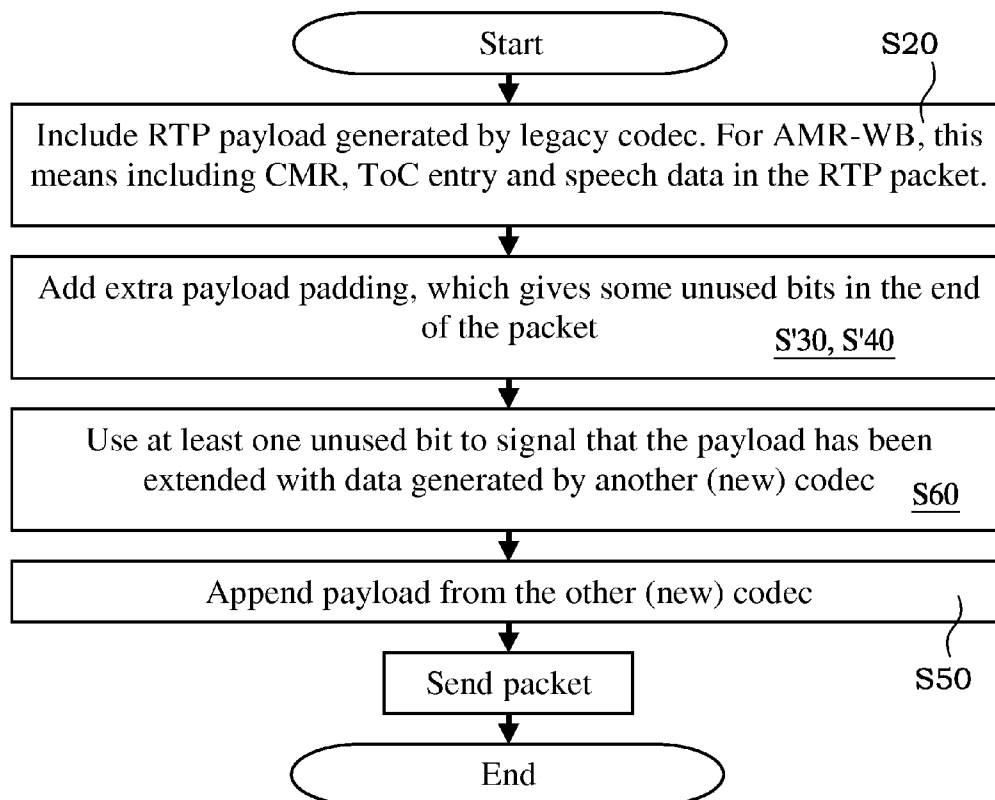 Start
S20
Include RTP payload generated by legacy codec. For AMR-WB, this
means including CMR, ToC entry and speech data in the RTP packet.
Add extra payload padding, which gives some unused bits in the end
of the packet
S'30, S'40
Use at least one unused bit to signal that the payload has been
extended with data generated by another (new) codec
S60
Append payload from the other (new) codec
S50
Send packet
End